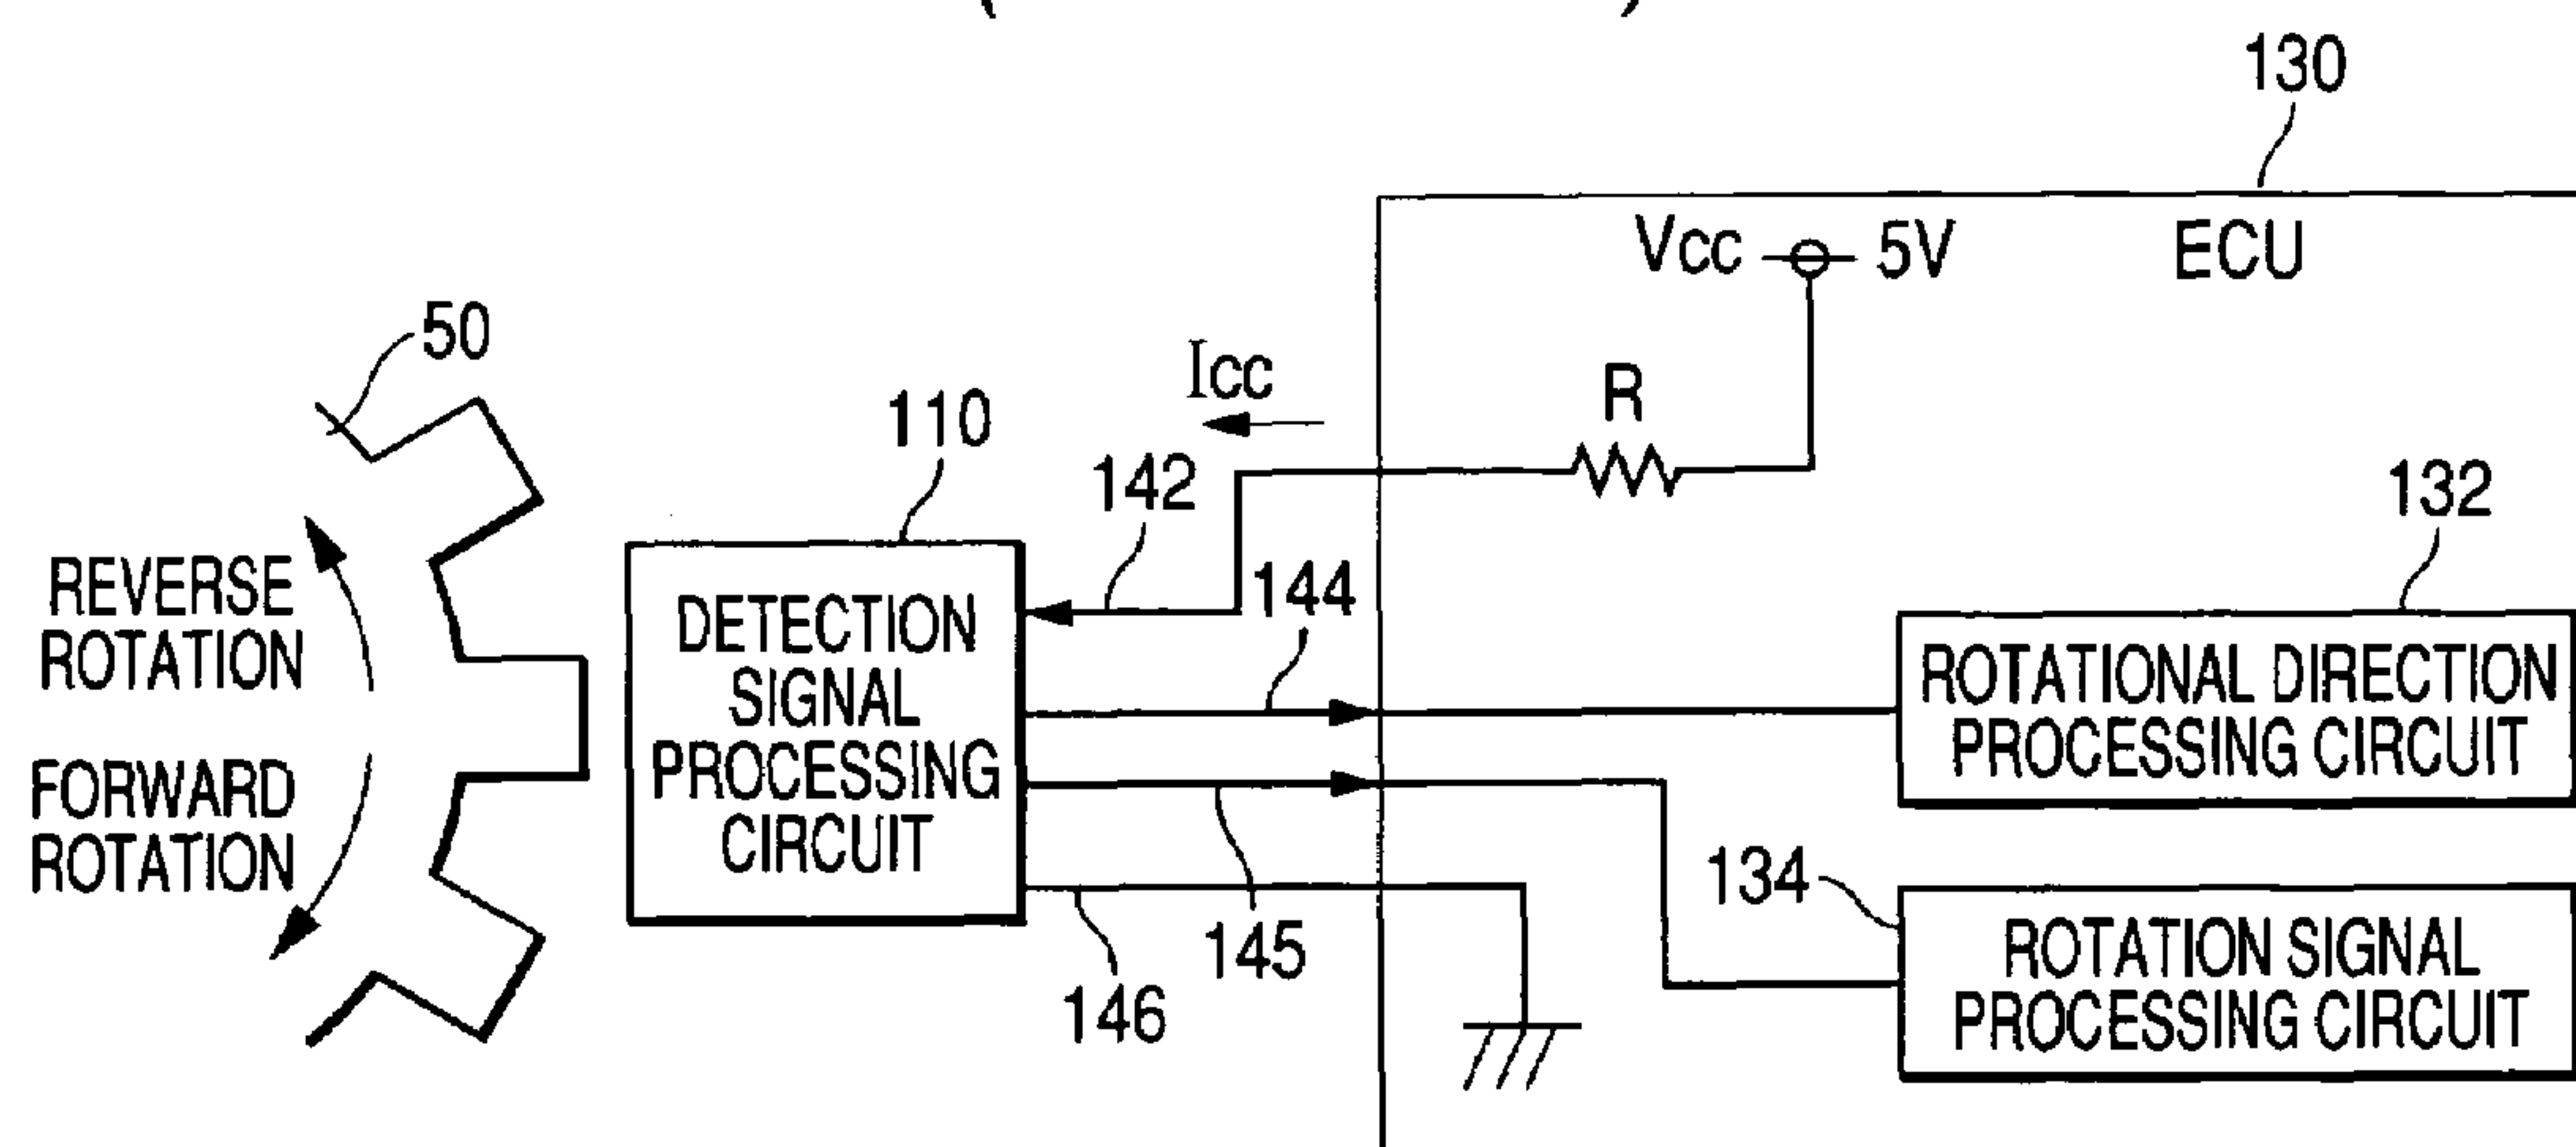 130
Vcc 5V ECU
50
Icc
R
110
142
132
144
REVERSE
ROTATION
FORWARD
ROTATION
DETECTION
SIGNAL
PROCESSING
CIRCUIT
ROTATIONAL DIRECTION
PROCESSING CIRCUIT
134
145
146
ROTATION SIGNAL
PROCESSING CIRCUIT